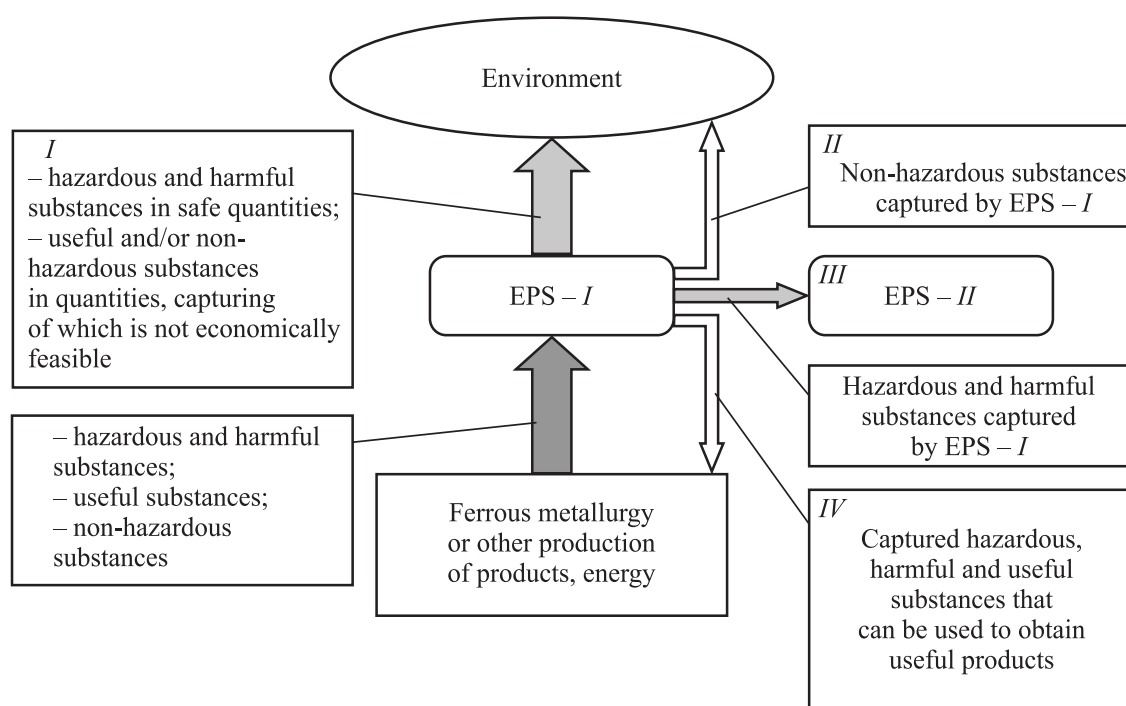 Environment
I
– hazardous and harmful
substances in safe quantities;
– useful and/or non-
hazardous substances
in quantities, capturing
of which is not economically
feasible
II
Non-hazardous substances
captured by EPS – I
EPS – I
III
EPS – II
Hazardous and harmful
substances captured
by EPS – I
– hazardous and harmful
substances;
– useful substances;
– non-hazardous
substances
Ferrous metallurgy
or other production
of products, energy
IV
Captured hazardous,
harmful and useful
substances that
can be used to obtain
useful products